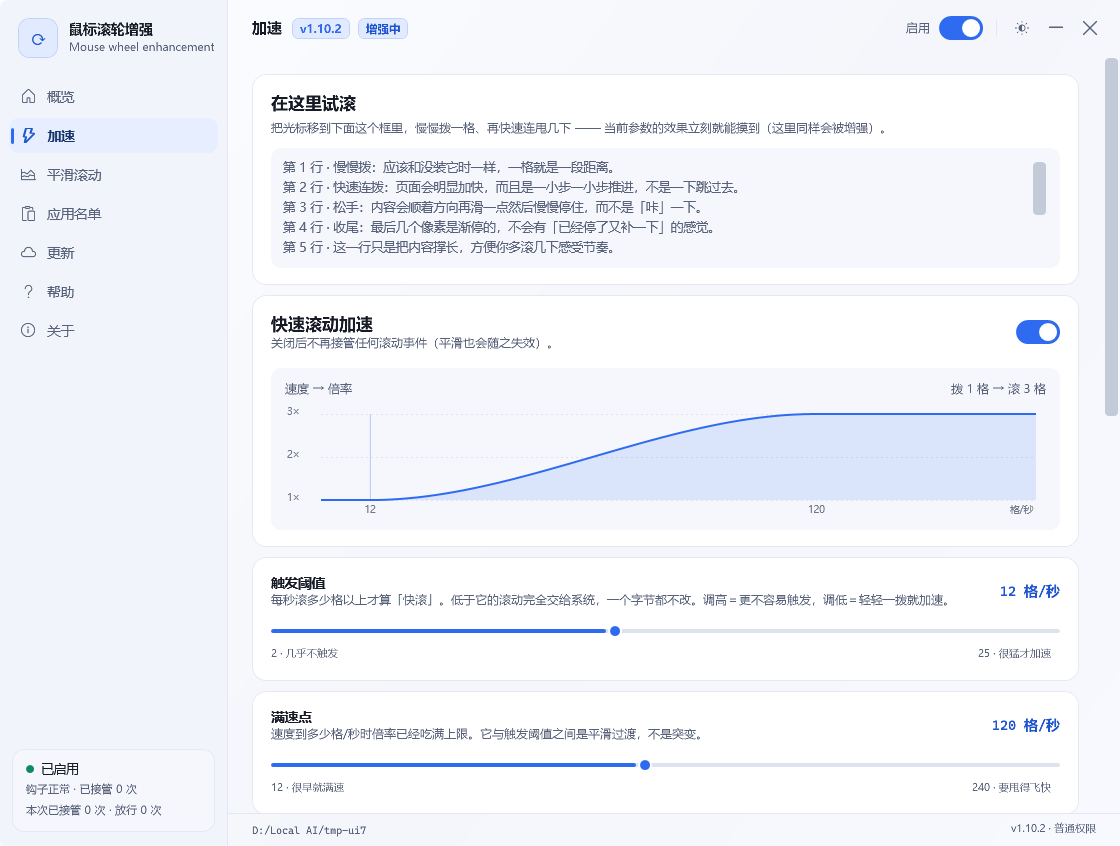 鼠标滚轮增强
Mouse wheel enhancement
概览
加速
平滑滚动
应用名单
更新
帮助
关于
已启用
钩子正常 · 已接管 0 次
本次已接管 0 次 · 放行 0 次
加速 v1.10.2 增强中
启用
在这里试滚
把光标移到下面这个框里，慢慢拨一格、再快速连甩几下 —— 当前参数的效果立刻就能摸到（这里同样会被增强）。
第 1 行 · 慢慢拨：应该和没装它时一样，一格就是一段距离。
第 2 行 · 快速连拨：页面会明显加快，而且是一小步一小步推进，不是一下跳过去。
第 3 行 · 松手：内容会顺着方向再滑一点然后慢慢停住，而不是「咔」一下。
第 4 行 · 收尾：最后几个像素是渐停的，不会有「已经停了又补一下」的感觉。
第 5 行 · 这一行只是把内容撑长，方便你多滚几下感受节奏。
快速滚动加速
关闭后不再接管任何滚动事件（平滑也会随之失效）。
速度 → 倍率
拨 1 格 → 滚 3 格
3×
2×
1×
12
120
格/秒
触发阈值
每秒滚多少格以上才算「快滚」。低于它的滚动完全交给系统，一个字节都不改。调高＝更不容易触发，调低＝轻轻一拨就加速。
12 格/秒
2 · 几乎不触发
25 · 很猛才加速
满速点
速度到多少格/秒时倍率已经吃满上限。它与触发阈值之间是平滑过渡，不是突变。
120 格/秒
12 · 很早就满速
240 · 要甩得飞快
D:/Local AI/tmp-ui7
v1.10.2 · 普通权限